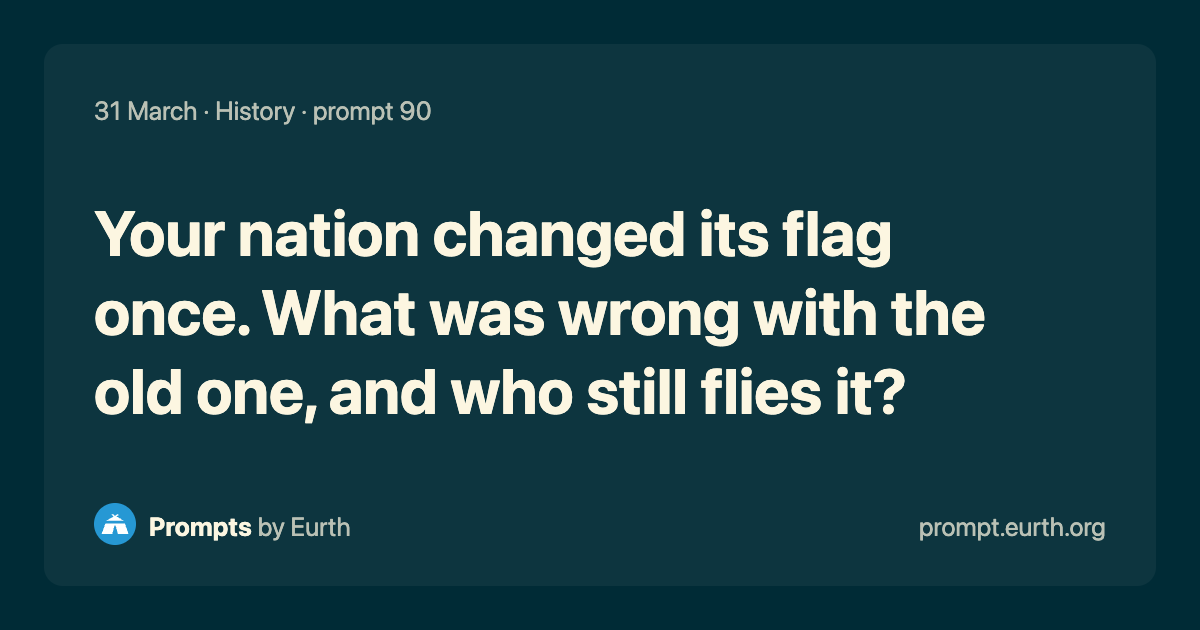 31 March · History · prompt 90
Your nation changed its flag
once. What was wrong with the
old one, and who still flies it?
Prompts by Eurth
prompt.eurth.org